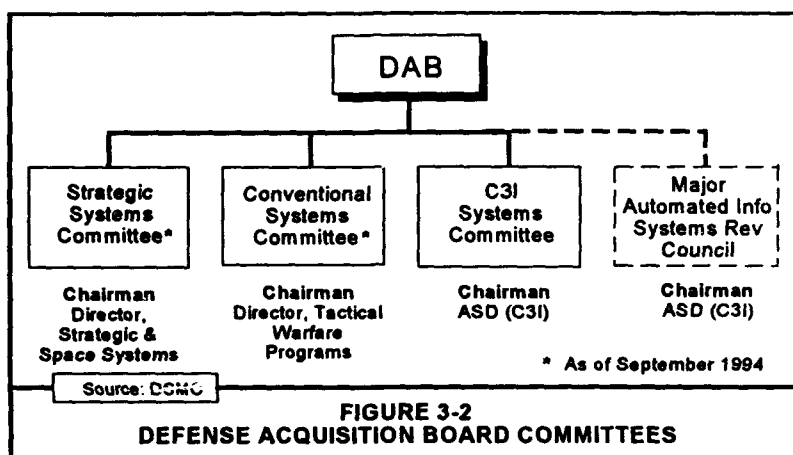 DAB
Strategic
Systems
Committee*
Conventional
Systems
Committee*
C3I
Systems
Committee
Major
Automated Info
Systems Rev
Council
Chairman
Director,
Strategic &
Space Systems
Chairman
Director, Tactical
Warfare
Programs
Chairman
ASD (C3I)
Chairman
ASD (C3I)
* As of September 1994
Source: DSMC
FIGURE 3-2
DEFENSE ACQUISITION BOARD COMMITTEES